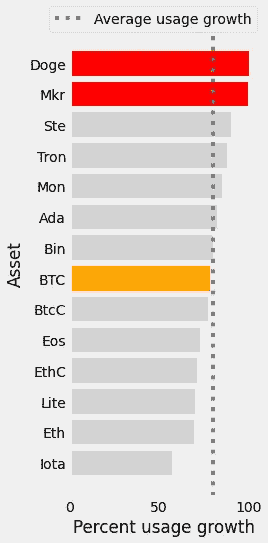 Average usage growth
Doge
Mkr
Ste
Tron
Mon
Ada
Bin
BTC
BtcC
Eos
EthC
Lite
Eth
Iota
Asset
0 50 100
Percent usage growth